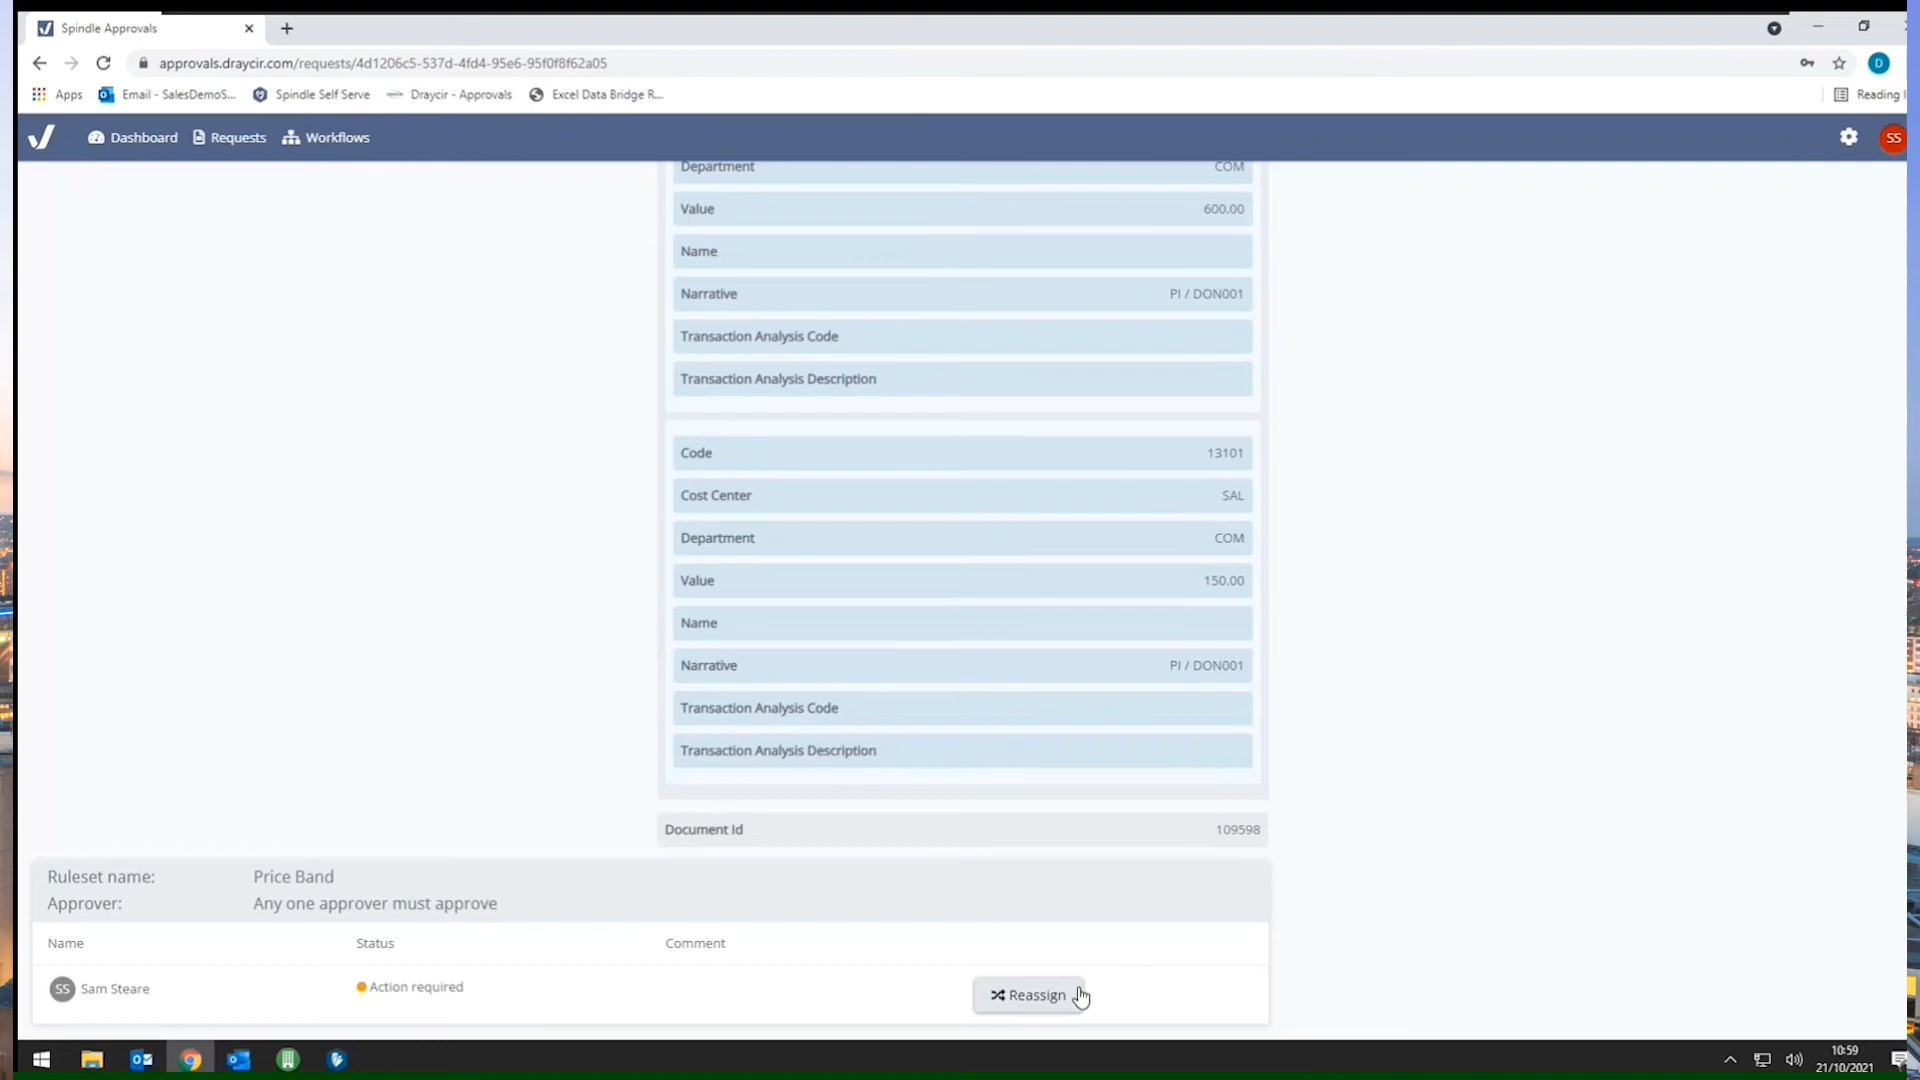 Spindle Approvals
approvals.draycir.com/requests/4d1206c5-537d-4fd4-95e6-95f0f8f62a05
D
Apps Email - SalesDemoS... Spindle Self Serve Draycir - Approvals Excel Data Bridge R... Reading
Dashboard Requests Workflows SS
Department COM
Value 600.00
Name
Narrative PI / DON001
Transaction Analysis Code
Transaction Analysis Description
Code 13101
Cost Center SAL
Department COM
Value 150.00
Name
Narrative PI / DON001
Transaction Analysis Code
Transaction Analysis Description
Document Id 109598
Ruleset name: Price Band
Approver: Any one approver must approve
Name Status Comment
SS Sam Steare Action required Reassign
10:59
21/10/2021